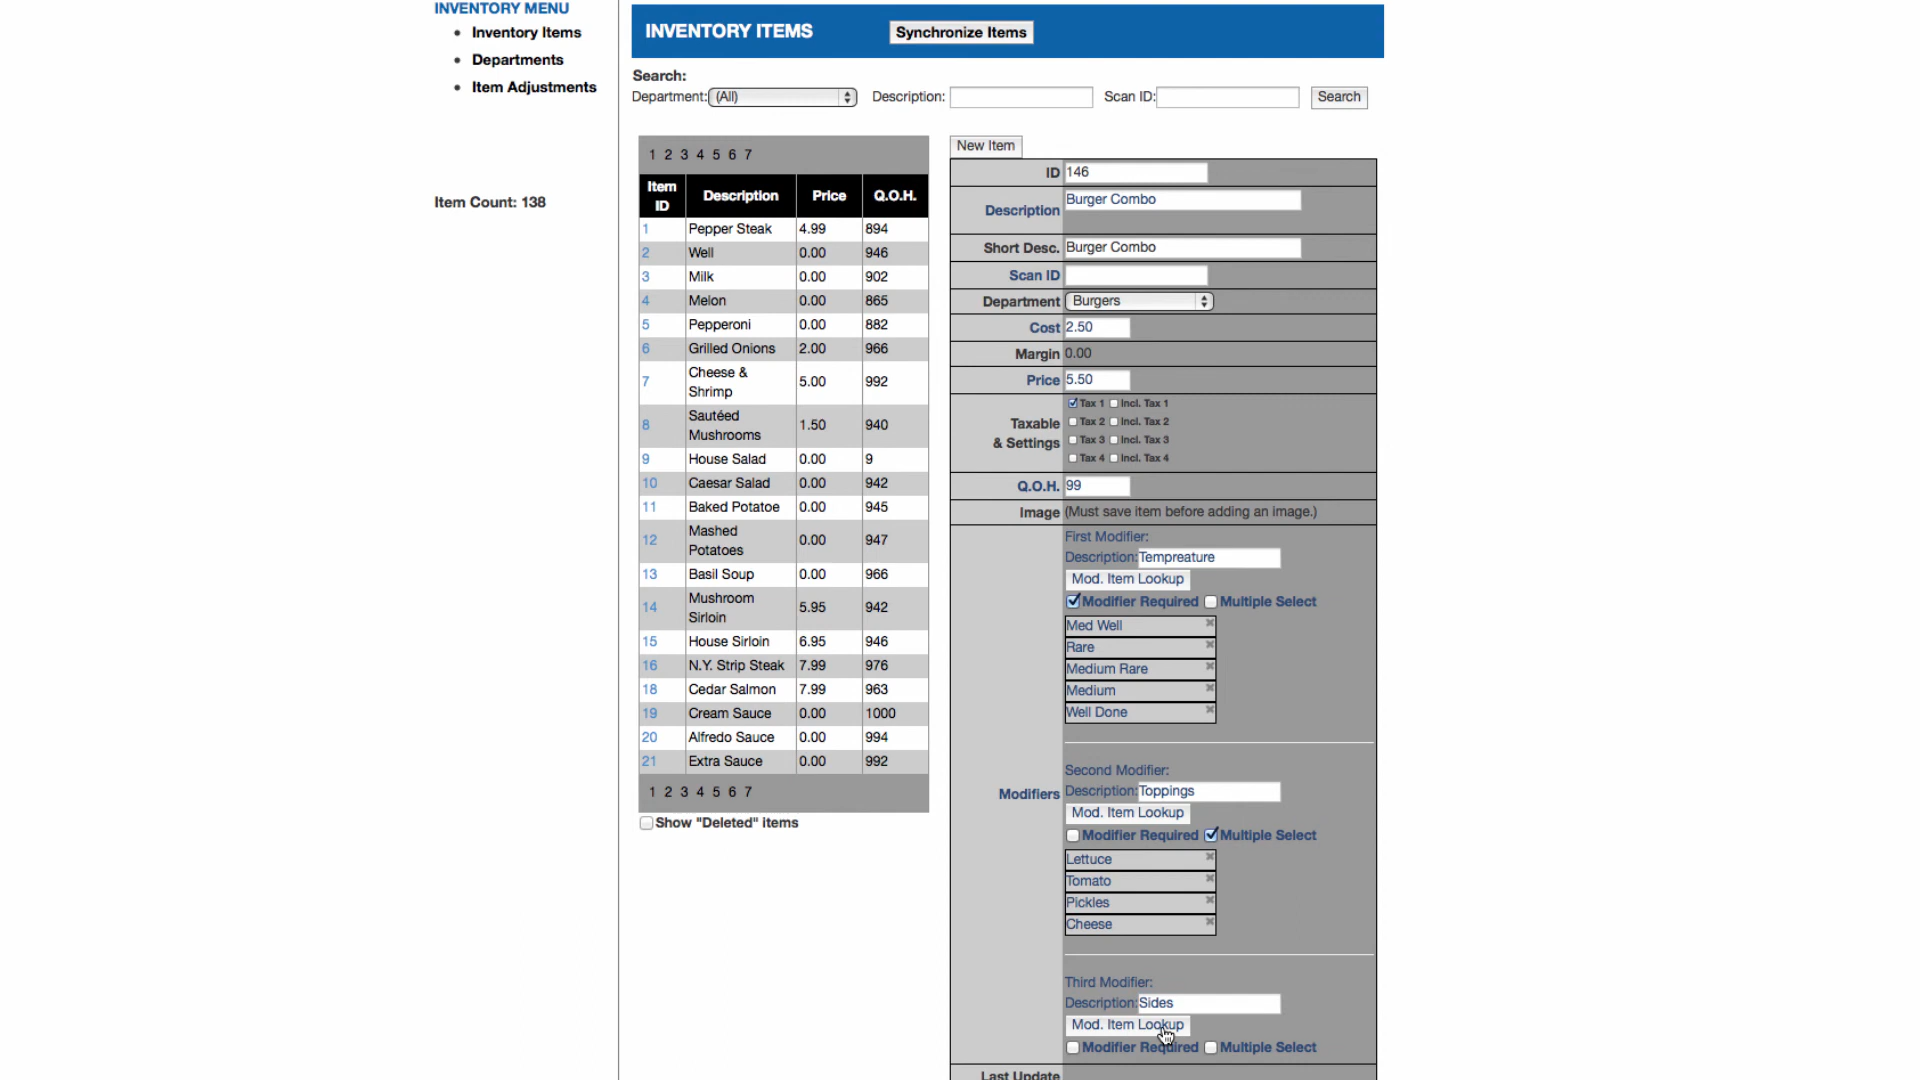 INVENTORY MENU
Inventory Items
Departments
Item Adjustments
Item Count: 138
INVENTORY ITEMS Synchronize Items
Search:
Department: (All) Description: Scan ID: Search
1 2 3 4 5 6 7
Item ID Description Price Q.O.H.
1 Pepper Steak 4.99 894
2 Well 0.00 946
3 Milk 0.00 902
4 Melon 0.00 865
5 Pepperoni 0.00 882
6 Grilled Onions 2.00 966
7 Cheese & Shrimp 5.00 992
8 Sautéed Mushrooms 1.50 940
9 House Salad 0.00 9
10 Caesar Salad 0.00 942
11 Baked Potatoe 0.00 945
12 Mashed Potatoes 0.00 947
13 Basil Soup 0.00 966
14 Mushroom Sirloin 5.95 942
15 House Sirloin 6.95 946
16 N.Y. Strip Steak 7.99 976
18 Cedar Salmon 7.99 963
19 Cream Sauce 0.00 1000
20 Alfredo Sauce 0.00 994
21 Extra Sauce 0.00 992
1 2 3 4 5 6 7
Show "Deleted" items
New Item
ID 146
Description Burger Combo
Short Desc. Burger Combo
Scan ID
Department Burgers
Cost 2.50
Margin 0.00
Price 5.50
Taxable & Settings
Tax 1 Incl. Tax 1
Tax 2 Incl. Tax 2
Tax 3 Incl. Tax 3
Tax 4 Incl. Tax 4
Q.O.H. 99
Image (Must save item before adding an image.)
Modifiers
First Modifier:
Description: Tempreature
Mod. Item Lookup
Modifier Required Multiple Select
Med Well
Rare
Medium Rare
Medium
Well Done
Second Modifier:
Description: Toppings
Mod. Item Lookup
Modifier Required Multiple Select
Lettuce
Tomato
Pickles
Cheese
Third Modifier:
Description: Sides
Mod. Item Lookup
Modifier Required Multiple Select
Last Update